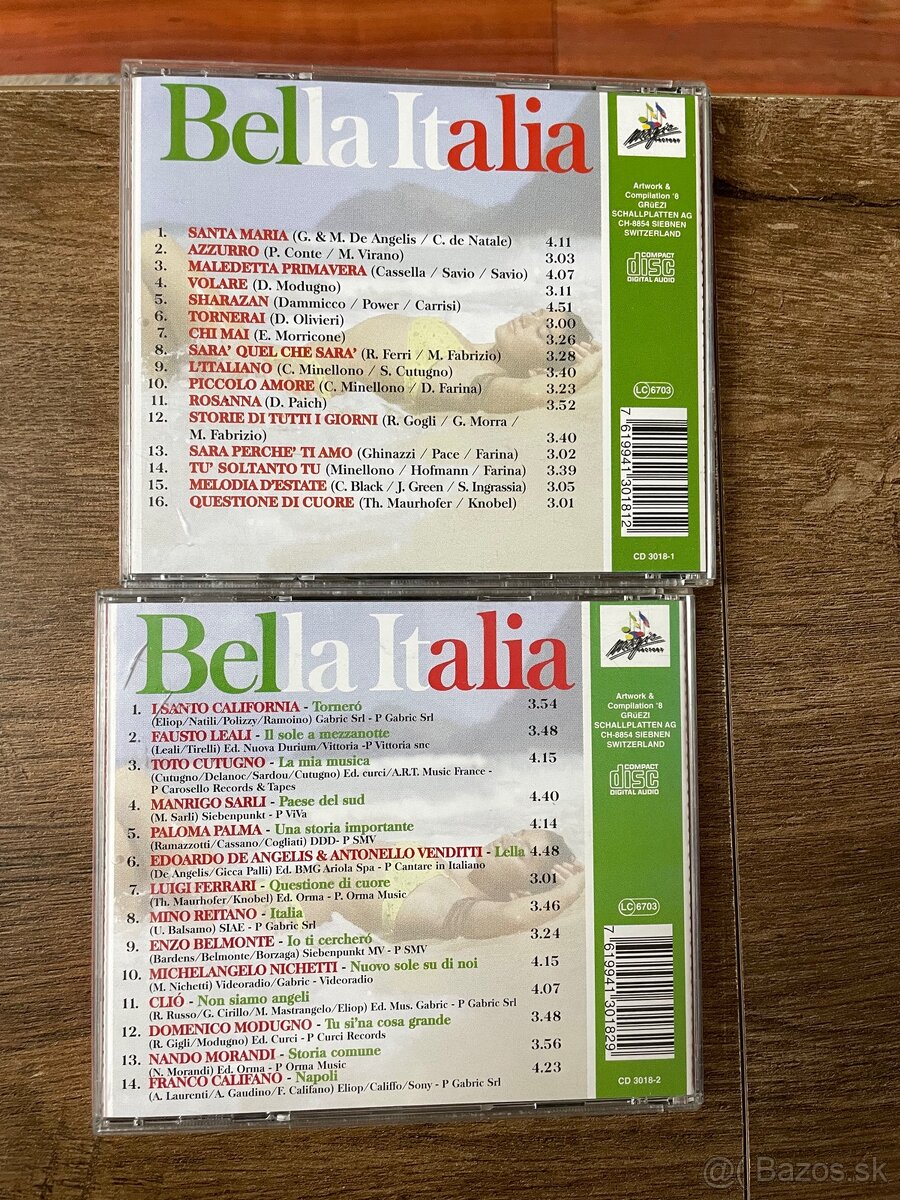 Bella Italia
1. SANTA MARIA (G. & M. De Angelis / C. de Natale) 4.11
2. AZZURRO (P. Conte / M. Virano) 3.03
3. MALEDETTA PRIMAVERA (Cassella / Savio / Savio) 4.07
4. VOLARE (D. Modugno) 3.11
5. SHARAZAN (Dammicco / Power / Carrisi) 4.51
6. TORNERAI (D. Olivieri) 3.00
7. CHI MAI (E. Morricone) 3.26
8. SARA' QUEL CHE SARA' (R. Ferri / M. Fabrizio) 3.28
9. L'ITALIANO (C. Minellono / S. Cutugno) 3.40
10. PICCOLO AMORE (C. Minellono / D. Farina) 3.23
11. ROSANNA (D. Paich) 3.52
12. STORIE DI TUTTI I GIORNI (R. Gogli / G. Morra /
M. Fabrizio) 3.40
13. SARA PERCHE' TI AMO (Ghinazzi / Pace / Farina) 3.02
14. TU' SOLTANTO TU (Minellono / Hofmann / Farina) 3.39
15. MELODIA D'ESTATE (C. Black / J. Green / S. Ingrassia) 3.05
16. QUESTIONE DI CUORE (Th. Maurhofer / Knobel) 3.01
Magic
FACTORY
Artwork &
Compilation '8
GRüEZI
SCHALLPLATTEN AG
CH-8854 SIEBNEN
SWITZERLAND
COMPACT
disc
DIGITAL AUDIO
LC 6703
7 619941 301812
CD 3018-1
Bella Italia
1. I SANTO CALIFORNIA - Torneró 3.54
(Eliop/Natili/Polizzy/Ramoino) Gabric Srl - P Gabric Srl
2. FAUSTO LEALI - Il sole a mezzanotte 3.48
(Leali/Tirelli) Ed. Nuova Durium/Vittoria -P Vittoria snc
3. TOTO CUTUGNO - La mia musica 4.15
(Cutugno/Delanoc/Sardou/Cutugno) Ed. curci/A.R.T. Music France -
P Carosello Records & Tapes
4. MANRIGO SARLI - Paese del sud 4.40
(M. Sarli) Siebenpunkt - P ViVa
5. PALOMA PALMA - Una storia importante 4.14
(Ramazzotti/Cassano/Cogliati) DDD- P SMV
6. EDOARDO DE ANGELIS & ANTONELLO VENDITTI - Lella 4.48
(De Angelis/Gicca Palli) Ed. BMG Ariola Spa - P Cantare in Italiano
7. LUIGI FERRARI - Questione di cuore 3.01
(Th. Maurhofer/Knobel) Ed. Orma - P. Orma Music
8. MINO REITANO - Italia 3.46
(U. Balsamo) SIAE - P Gabric Srl
9. ENZO BELMONTE - Io ti cercheró 3.24
(Bardens/Belmonte/Borzaga) Siebenpunkt MV - P SMV
10. MICHELANGELO NICHETTI - Nuovo sole su di noi 4.15
(M. Nichetti) Videoradio/Gabric - Videoradio
11. CLIÓ - Non siamo angeli 4.07
(R. Russo/G. Cirillo/M. Mastrangelo/Eliop) Ed. Mus. Gabric - P Gabric Srl
12. DOMENICO MODUGNO - Tu si'na cosa grande 3.48
(R. Gigli/Modugno) Ed. Curci - P Curci Records
13. NANDO MORANDI - Storia comune 3.56
(N. Morandi) Ed. Orma - P Orma Music
14. FRANCO CALIFANO - Napoli 4.23
(A. Laurenti/A. Gaudino/F. Califano) Eliop/Califfo/Sony - P Gabric Srl
Magic
FACTORY
Artwork &
Compilation '8
GRüEZI
SCHALLPLATTEN AG
CH-8854 SIEBNEN
SWITZERLAND
COMPACT
disc
DIGITAL AUDIO
LC 6703
7 619941 301829
CD 3018-2
Bazos.sk